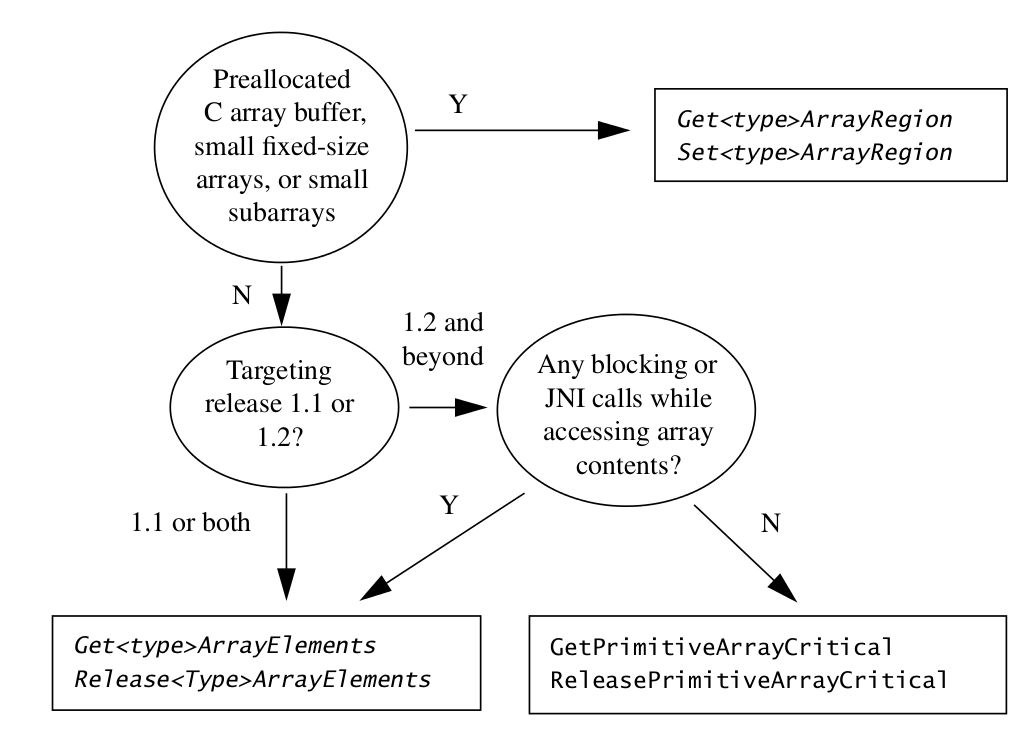 Preallocated
C array buffer,
small fixed-size
arrays, or small
subarrays
Y
Get<type>ArrayRegion
Set<type>ArrayRegion
N
Targeting
release 1.1 or
1.2?
1.2 and
beyond
Any blocking or
JNI calls while
accessing array
contents?
1.1 or both
Y
N
Get<type>ArrayElements
Release<Type>ArrayElements
GetPrimitiveArrayCritical
ReleasePrimitiveArrayCritical